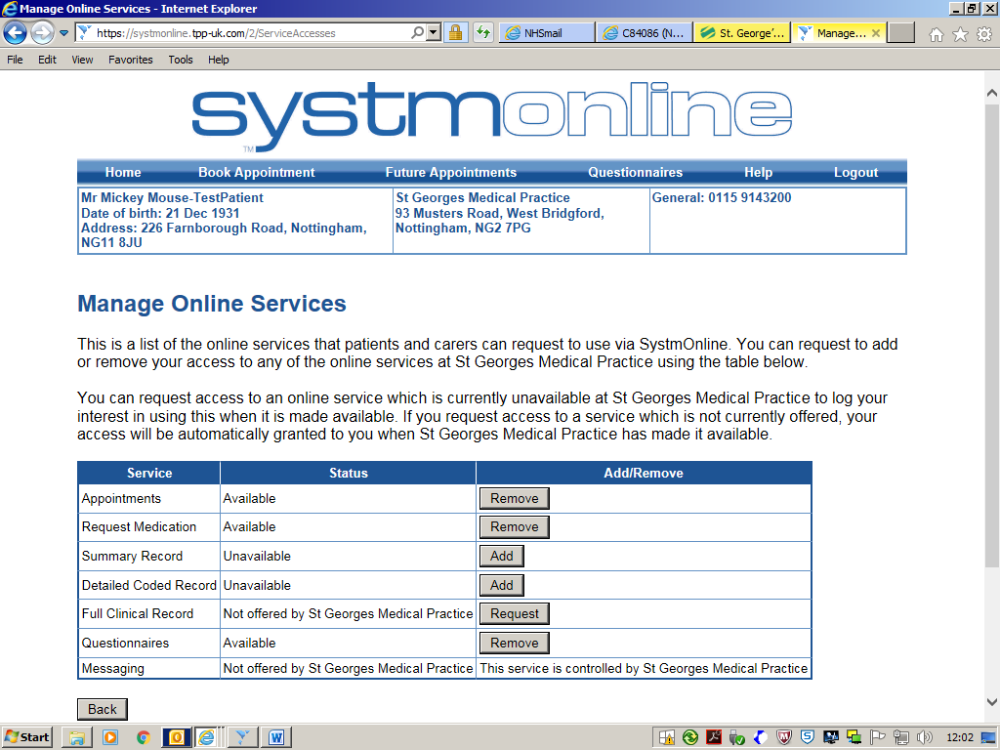 Manage Online Services - Internet Explorer
https://systmonline.tpp-uk.com/2/ServiceAccesses
NHSmail
C84086 (N...
St. George'...
Manage...
File Edit View Favorites Tools Help
systmonline
TM
Home Book Appointment Future Appointments Questionnaires Help Logout
Mr Mickey Mouse-TestPatient
Date of birth: 21 Dec 1931
Address: 226 Farnborough Road, Nottingham,
NG11 8JU
St Georges Medical Practice
93 Musters Road, West Bridgford,
Nottingham, NG2 7PG
General: 0115 9143200
Manage Online Services
This is a list of the online services that patients and carers can request to use via SystmOnline. You can request to add
or remove your access to any of the online services at St Georges Medical Practice using the table below.
You can request access to an online service which is currently unavailable at St Georges Medical Practice to log your
interest in using this when it is made available. If you request access to a service which is not currently offered, your
access will be automatically granted to you when St Georges Medical Practice has made it available.
Service Status Add/Remove
Appointments Available Remove
Request Medication Available Remove
Summary Record Unavailable Add
Detailed Coded Record Unavailable Add
Full Clinical Record Not offered by St Georges Medical Practice Request
Questionnaires Available Remove
Messaging Not offered by St Georges Medical Practice This service is controlled by St Georges Medical Practice
Back
Start 12:02